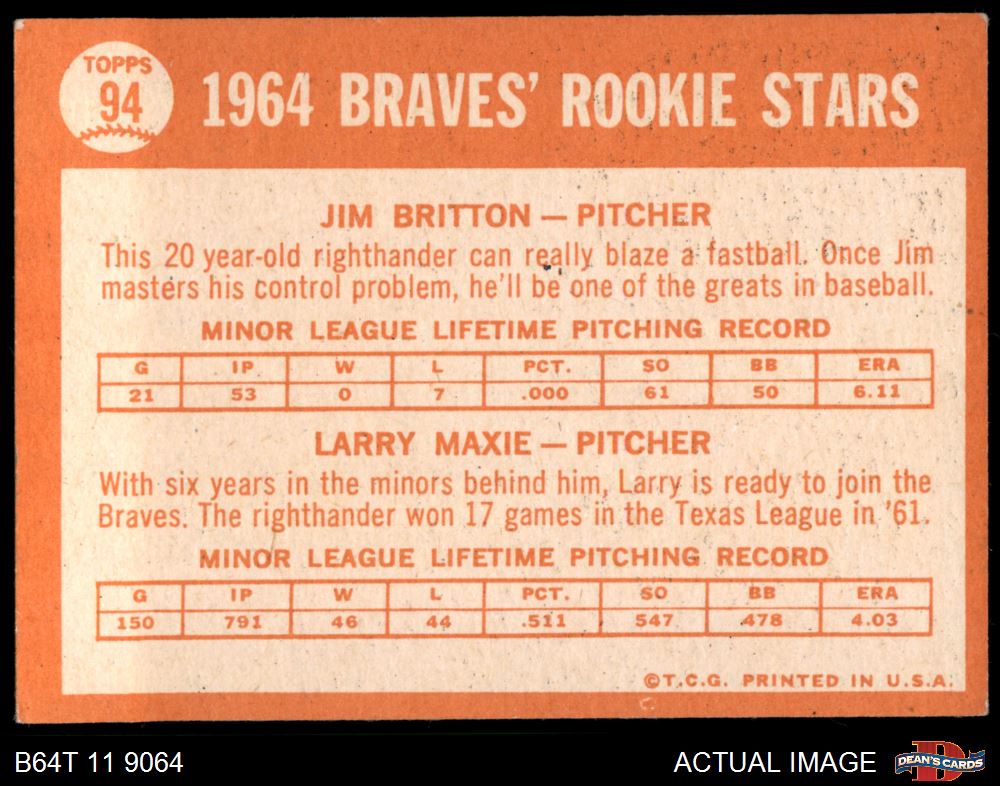 TOPPS
94
1964 BRAVES' ROOKIE STARS
JIM BRITTON — PITCHER
This 20 year-old righthander can really blaze a fastball. Once Jim
masters his control problem, he'll be one of the greats in baseball.
MINOR LEAGUE LIFETIME PITCHING RECORD
G IP W L PCT. SO BB ERA
21 53 0 7 .000 61 50 6.11
LARRY MAXIE — PITCHER
With six years in the minors behind him, Larry is ready to join the
Braves. The righthander won 17 games in the Texas League in '61.
MINOR LEAGUE LIFETIME PITCHING RECORD
G IP W L PCT. SO BB ERA
150 791 46 44 .511 547 478 4.03
©T.C.G. PRINTED IN U.S.A.
B64T 11 9064 ACTUAL IMAGE DEAN'S CARDS